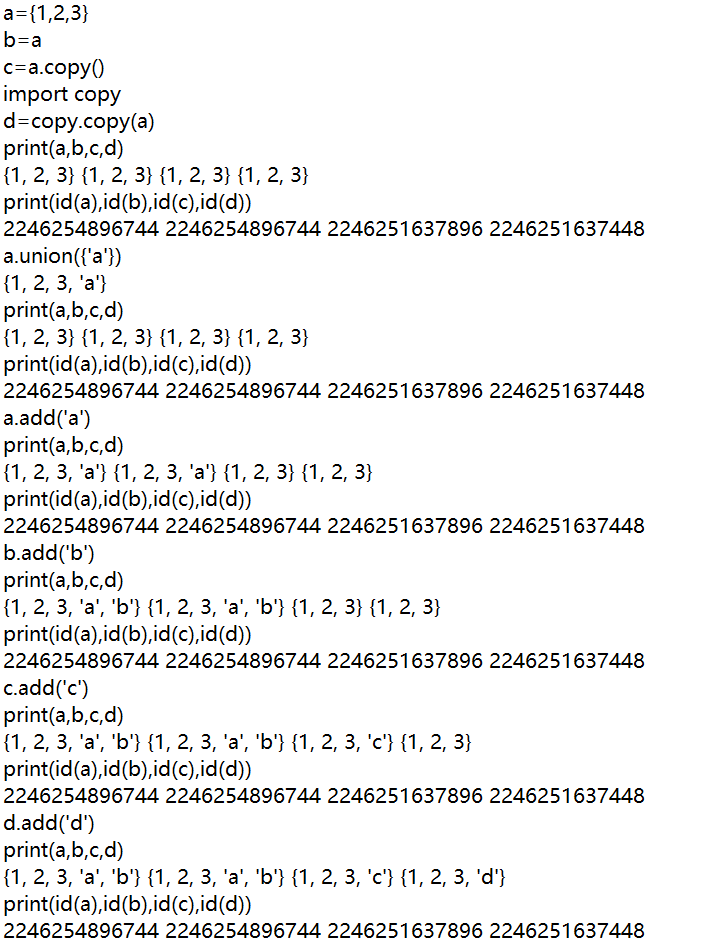 a={1,2,3}
b=a
c=a.copy()
import copy
d=copy.copy(a)
print(a,b,c,d)
{1, 2, 3} {1, 2, 3} {1, 2, 3} {1, 2, 3}
print(id(a),id(b),id(c),id(d))
2246254896744 2246254896744 2246251637896 2246251637448
a.union({'a'})
{1, 2, 3, 'a'}
print(a,b,c,d)
{1, 2, 3} {1, 2, 3} {1, 2, 3} {1, 2, 3}
print(id(a),id(b),id(c),id(d))
2246254896744 2246254896744 2246251637896 2246251637448
a.add('a')
print(a,b,c,d)
{1, 2, 3, 'a'} {1, 2, 3, 'a'} {1, 2, 3} {1, 2, 3}
print(id(a),id(b),id(c),id(d))
2246254896744 2246254896744 2246251637896 2246251637448
b.add('b')
print(a,b,c,d)
{1, 2, 3, 'a', 'b'} {1, 2, 3, 'a', 'b'} {1, 2, 3} {1, 2, 3}
print(id(a),id(b),id(c),id(d))
2246254896744 2246254896744 2246251637896 2246251637448
c.add('c')
print(a,b,c,d)
{1, 2, 3, 'a', 'b'} {1, 2, 3, 'a', 'b'} {1, 2, 3, 'c'} {1, 2, 3}
print(id(a),id(b),id(c),id(d))
2246254896744 2246254896744 2246251637896 2246251637448
d.add('d')
print(a,b,c,d)
{1, 2, 3, 'a', 'b'} {1, 2, 3, 'a', 'b'} {1, 2, 3, 'c'} {1, 2, 3, 'd'}
print(id(a),id(b),id(c),id(d))
2246254896744 2246254896744 2246251637896 2246251637448